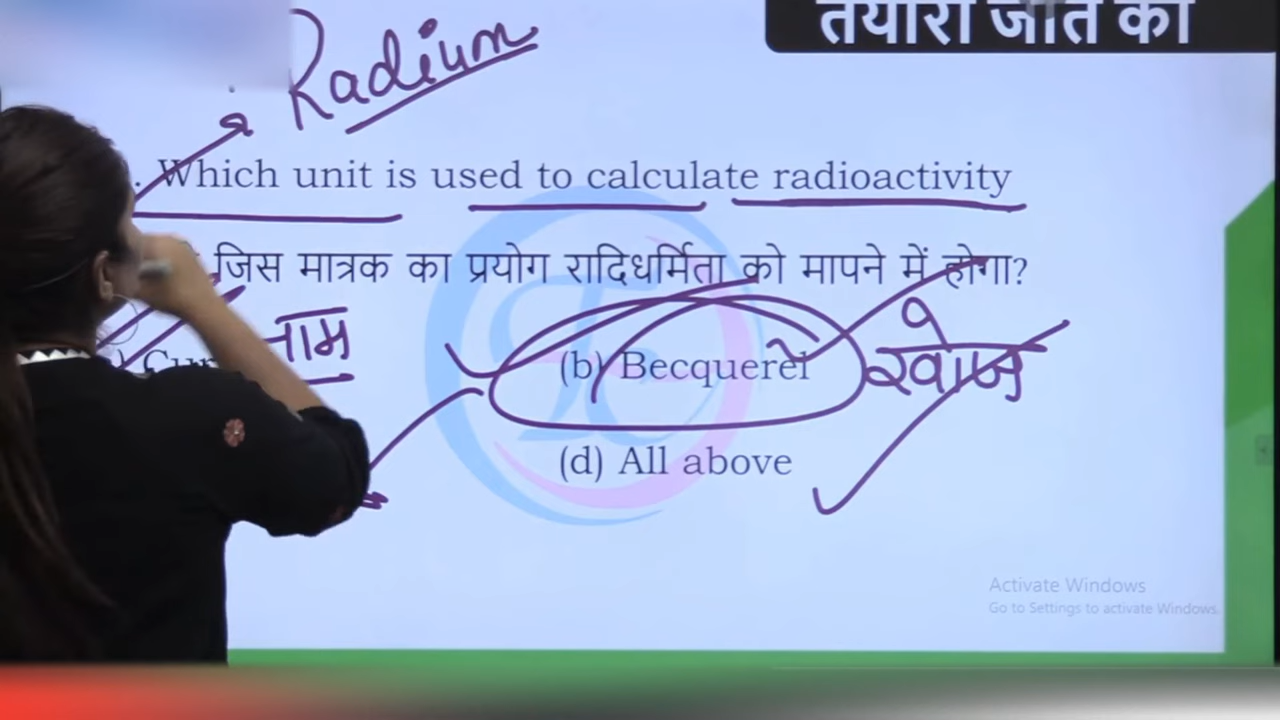 तैयारी जीत की
Radium
Which unit is used to calculate radioactivity
जिस मात्रक का प्रयोग रादिधर्मिता को मापने में होगा?
नाम
(b) Becquerel
खोज
(d) All above
Activate Windows
Go to Settings to activate Windows.